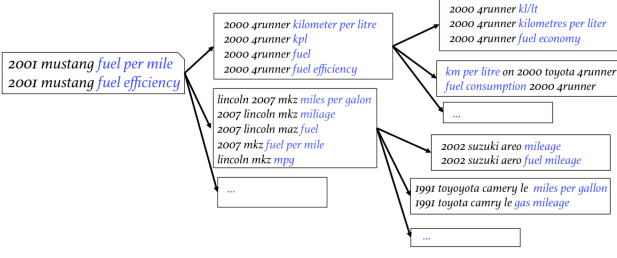 2001 mustang fuel per mile
2001 mustang fuel efficiency
2000 4runner kilometer per litre
2000 4runner kpl
2000 4runner fuel
2000 4runner fuel efficiency
lincoln 2007 mkz miles per galon
2007 lincoln mkz miliage
2007 lincoln maz fuel
2007 mkz fuel per mile
lincoln mkz mpg
...
2000 4runner kl/lt
2000 4runner kilometres per liter
2000 4runner fuel economy
km per litre on 2000 toyota 4runner
fuel consumption 2000 4runner
...
2002 suzuki areo mileage
2002 suzuki aero fuel mileage
1991 toyoyota camery le miles per gallon
1991 toyota camry le gas mileage
...